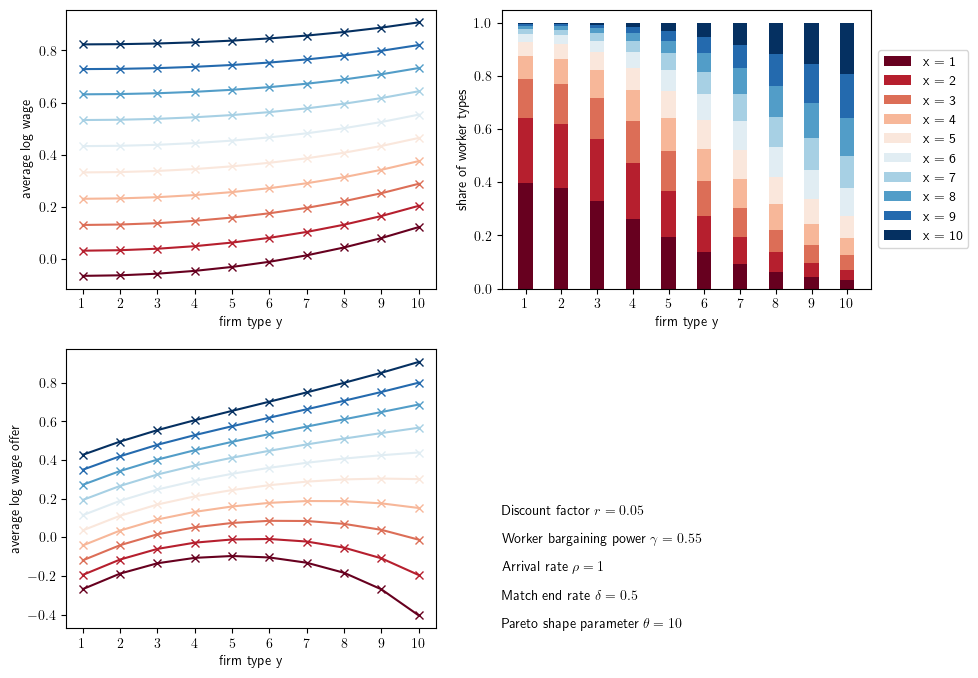 0.8
0.6
0.4
0.2
0.0
average log wage
1 2 3 4 5 6 7 8 9 10
firm type y
1.0
0.8
0.6
0.4
0.2
0.0
share of worker types
1 2 3 4 5 6 7 8 9 10
firm type y
x = 1
x = 2
x = 3
x = 4
x = 5
x = 6
x = 7
x = 8
x = 9
x = 10
0.8
0.6
0.4
0.2
0.0
−0.2
−0.4
average log wage offer
1 2 3 4 5 6 7 8 9 10
firm type y
Discount factor r = 0.05
Worker bargaining power γ = 0.55
Arrival rate ρ = 1
Match end rate δ = 0.5
Pareto shape parameter θ = 10